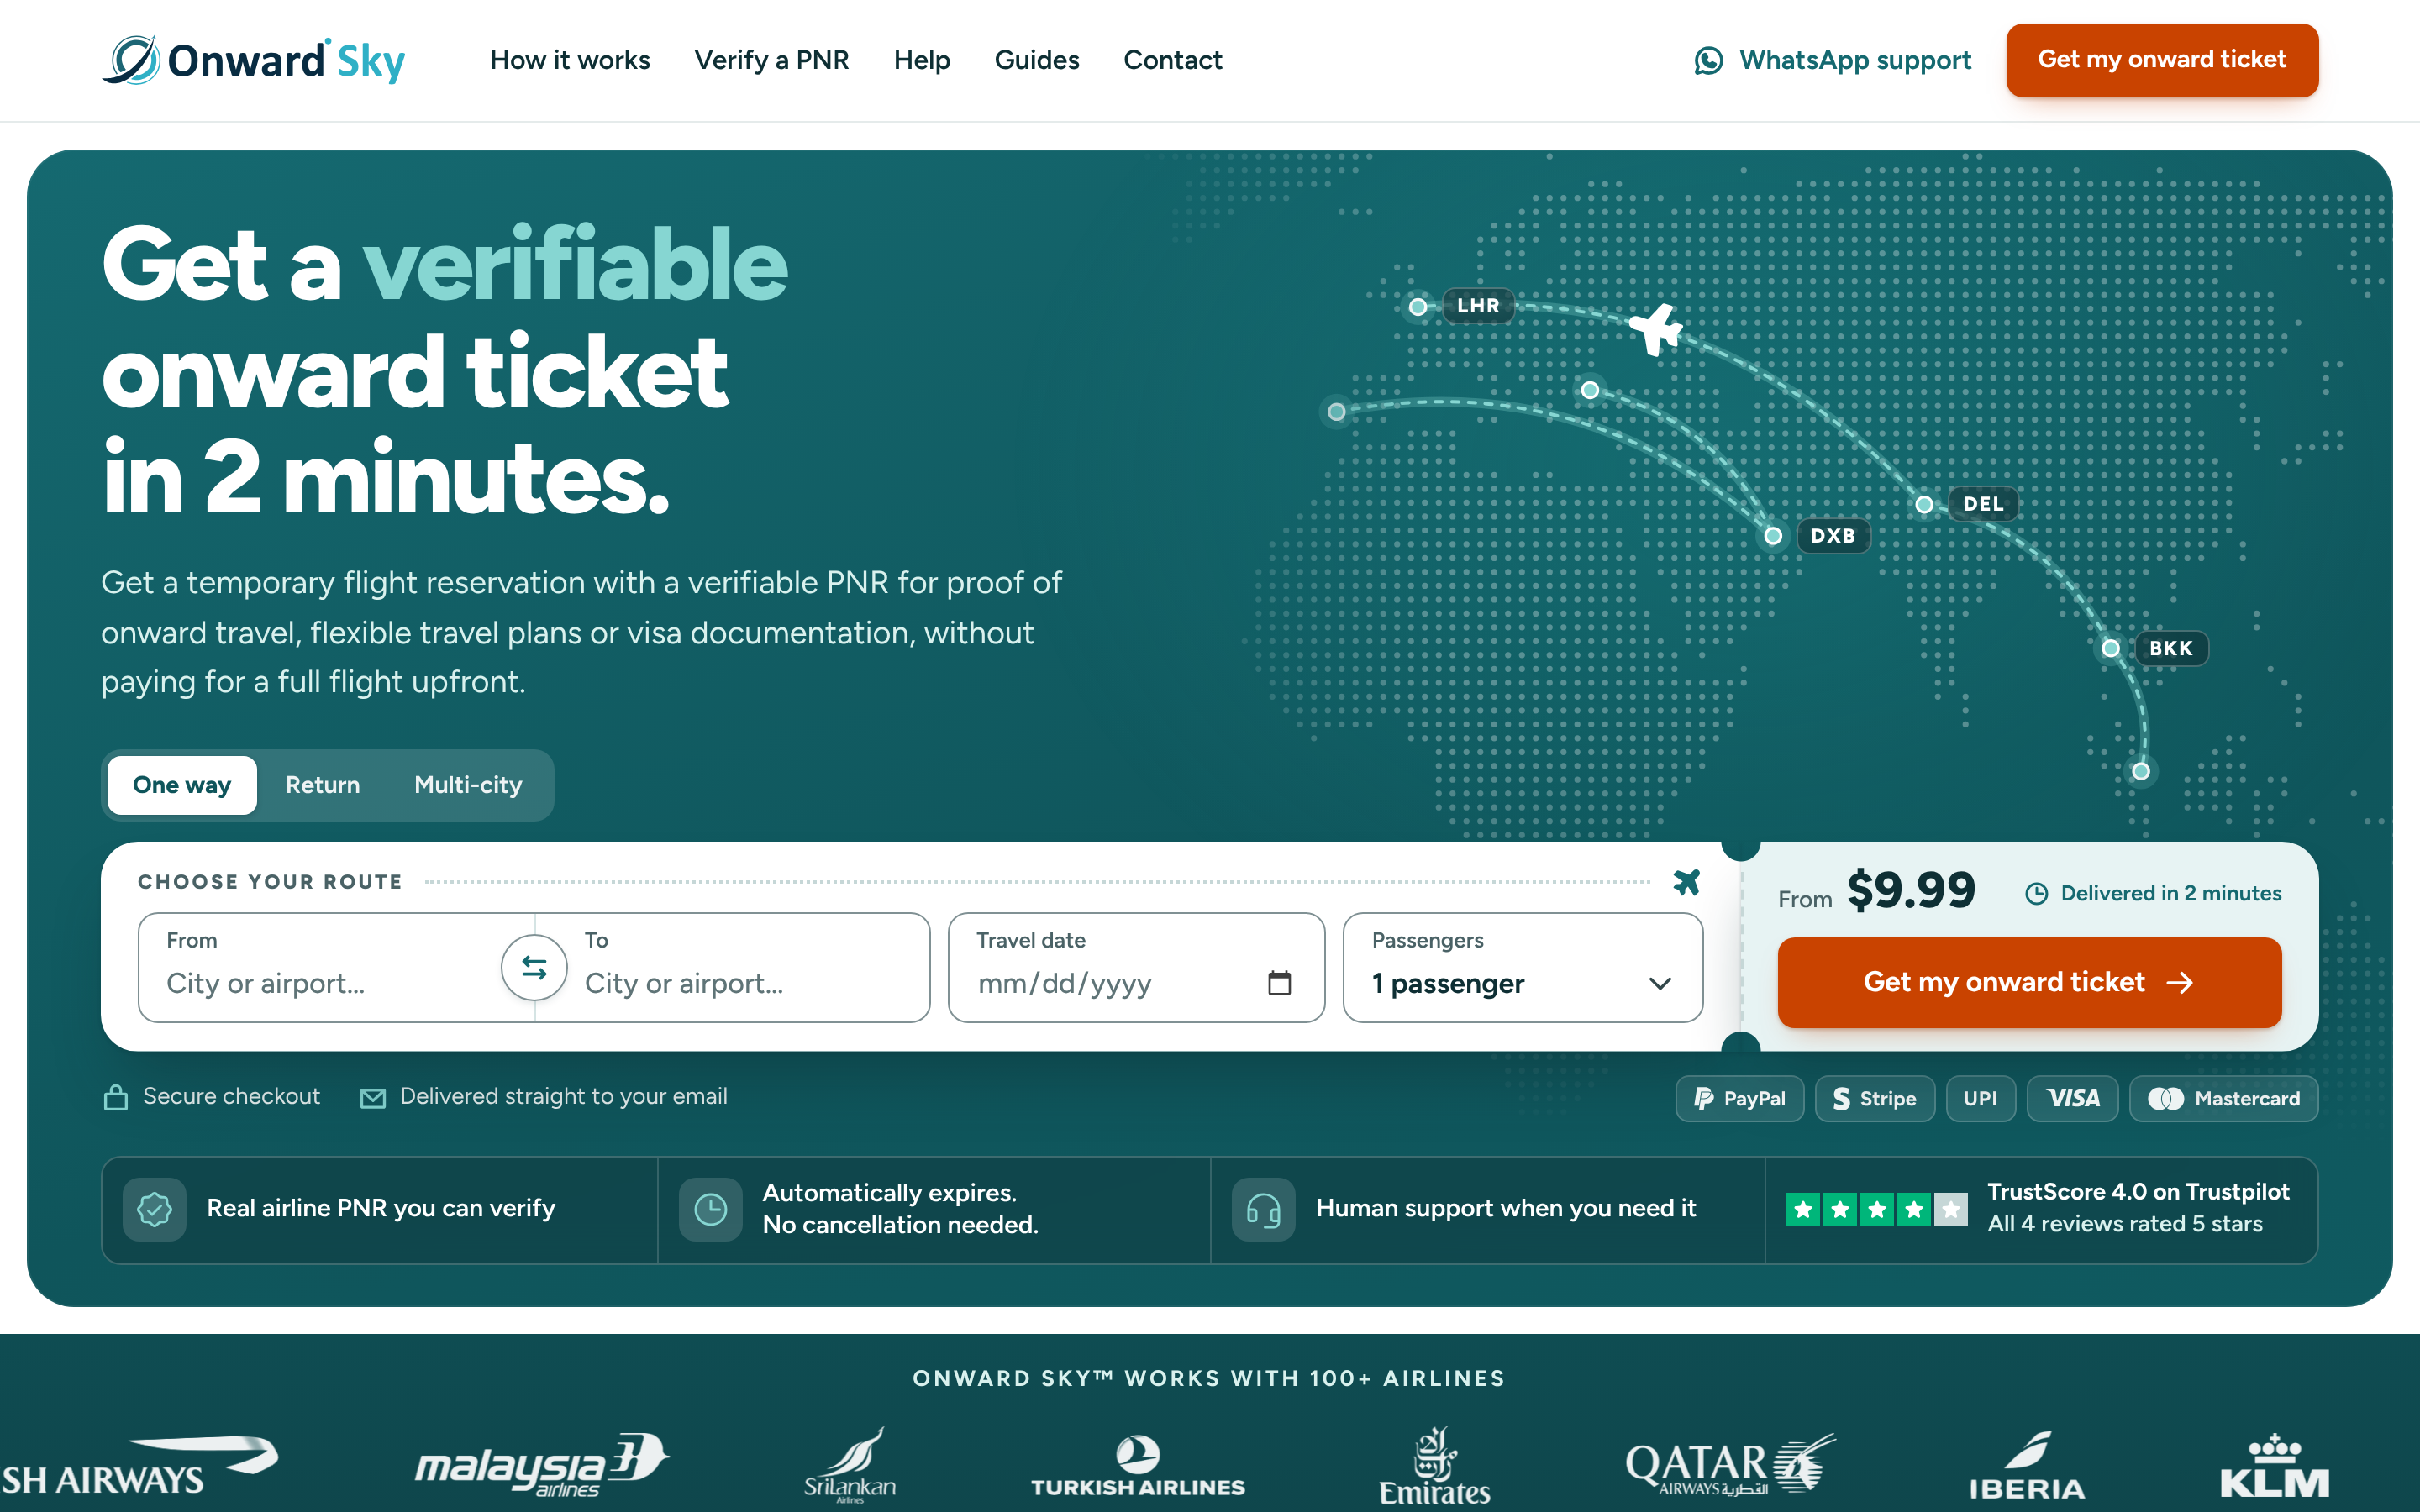 Onward Sky
How it works
Verify a PNR
Help
Guides
Contact
WhatsApp support
Get my onward ticket
Get a verifiable
onward ticket
in 2 minutes.
Get a temporary flight reservation with a verifiable PNR for proof of
onward travel, flexible travel plans or visa documentation, without
paying for a full flight upfront.
LHR
DEL
DXB
BKK
One way
Return
Multi-city
CHOOSE YOUR ROUTE
From
City or airport...
To
City or airport...
Travel date
mm/dd/yyyy
Passengers
1 passenger
From $9.99
Delivered in 2 minutes
Get my onward ticket
Secure checkout
Delivered straight to your email
PayPal
Stripe
UPI
VISA
Mastercard
Real airline PNR you can verify
Automatically expires.
No cancellation needed.
Human support when you need it
TrustScore 4.0 on Trustpilot
All 4 reviews rated 5 stars
ONWARD SKY™ WORKS WITH 100+ AIRLINES
SH AIRWAYS
malaysia
airlines
SriLankan
Airlines
TURKISH AIRLINES
Emirates
QATAR
AIRWAYS القطرية
IBERIA
KLM